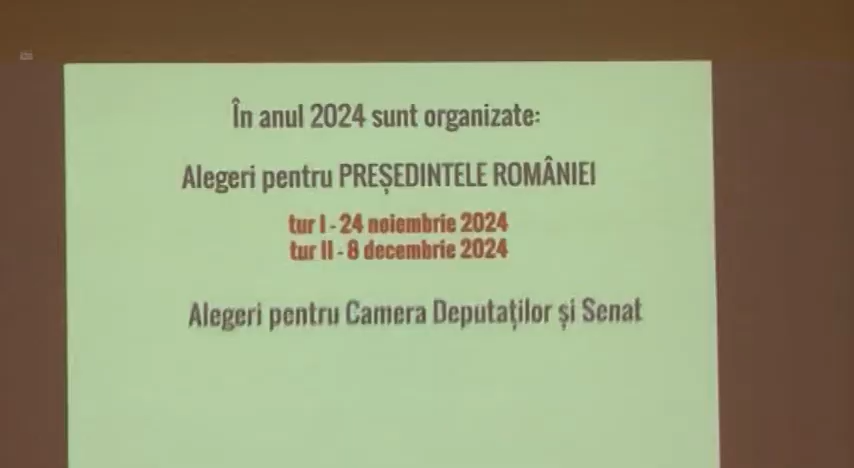 În anul 2024 sunt organizate:
Alegeri pentru PREȘEDINTELE ROMÂNIEI
tur I - 24 noiembrie 2024
tur II - 8 decembrie 2024
Alegeri pentru Camera Deputaților și Senat